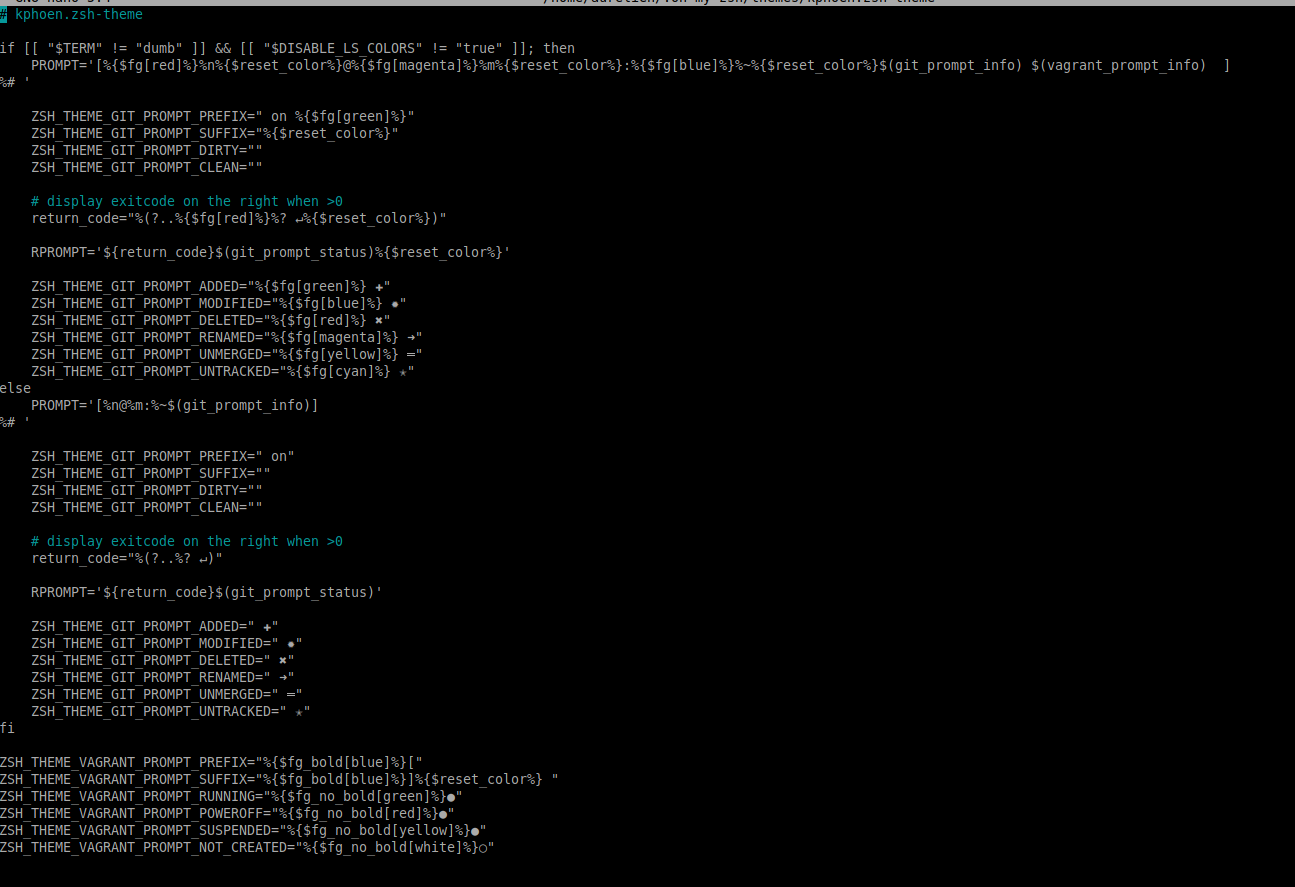 # kphoen.zsh-theme
if [[ "$TERM" != "dumb" ]] && [[ "$DISABLE_LS_COLORS" != "true" ]]; then
    PROMPT='[%{$fg[red]%}%n%{$reset_color%}@%{$fg[magenta]%}%m%{$reset_color%}:%{$fg[blue]%}%~%{$reset_color%}$(git_prompt_info) $(vagrant_prompt_info)  ]
%# '
    ZSH_THEME_GIT_PROMPT_PREFIX=" on %{$fg[green]%}"
    ZSH_THEME_GIT_PROMPT_SUFFIX="%{$reset_color%}"
    ZSH_THEME_GIT_PROMPT_DIRTY=""
    ZSH_THEME_GIT_PROMPT_CLEAN=""
    # display exitcode on the right when >0
    return_code="%(?..%{$fg[red]%}%? ↵%{$reset_color%})"
    RPROMPT='${return_code}$(git_prompt_status)%{$reset_color%}'
    ZSH_THEME_GIT_PROMPT_ADDED="%{$fg[green]%} ✚"
    ZSH_THEME_GIT_PROMPT_MODIFIED="%{$fg[blue]%} ✹"
    ZSH_THEME_GIT_PROMPT_DELETED="%{$fg[red]%} ✖"
    ZSH_THEME_GIT_PROMPT_RENAMED="%{$fg[magenta]%} ➜"
    ZSH_THEME_GIT_PROMPT_UNMERGED="%{$fg[yellow]%} ═"
    ZSH_THEME_GIT_PROMPT_UNTRACKED="%{$fg[cyan]%} ✭"
else
    PROMPT='[%n@%m:%~$(git_prompt_info)]
%# '
    ZSH_THEME_GIT_PROMPT_PREFIX=" on"
    ZSH_THEME_GIT_PROMPT_SUFFIX=""
    ZSH_THEME_GIT_PROMPT_DIRTY=""
    ZSH_THEME_GIT_PROMPT_CLEAN=""
    # display exitcode on the right when >0
    return_code="%(?..%? ↵)"
    RPROMPT='${return_code}$(git_prompt_status)'
    ZSH_THEME_GIT_PROMPT_ADDED=" ✚"
    ZSH_THEME_GIT_PROMPT_MODIFIED=" ✹"
    ZSH_THEME_GIT_PROMPT_DELETED=" ✖"
    ZSH_THEME_GIT_PROMPT_RENAMED=" ➜"
    ZSH_THEME_GIT_PROMPT_UNMERGED=" ═"
    ZSH_THEME_GIT_PROMPT_UNTRACKED=" ✭"
fi
ZSH_THEME_VAGRANT_PROMPT_PREFIX="%{$fg_bold[blue]%}["
ZSH_THEME_VAGRANT_PROMPT_SUFFIX="%{$fg_bold[blue]%}]%{$reset_color%} "
ZSH_THEME_VAGRANT_PROMPT_RUNNING="%{$fg_no_bold[green]%}●"
ZSH_THEME_VAGRANT_PROMPT_POWEROFF="%{$fg_no_bold[red]%}●"
ZSH_THEME_VAGRANT_PROMPT_SUSPENDED="%{$fg_no_bold[yellow]%}●"
ZSH_THEME_VAGRANT_PROMPT_NOT_CREATED="%{$fg_no_bold[white]%}○"